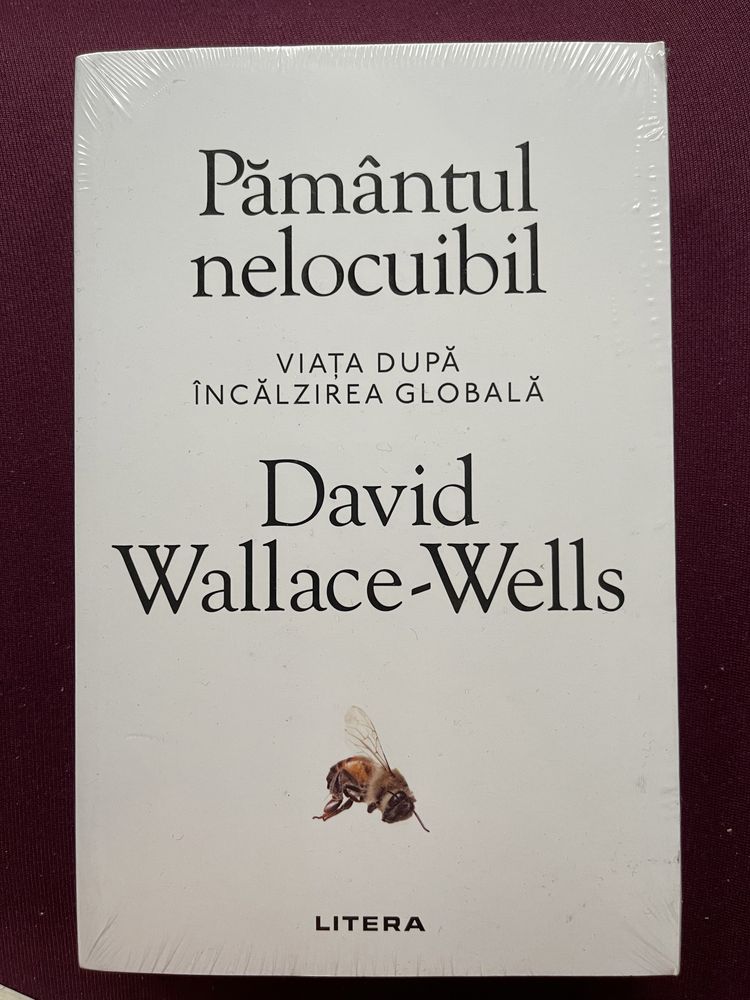 Pământul
nelocuibil
VIAȚA DUPĂ
ÎNCĂLZIREA GLOBALĂ
David
Wallace-Wells
LITERA